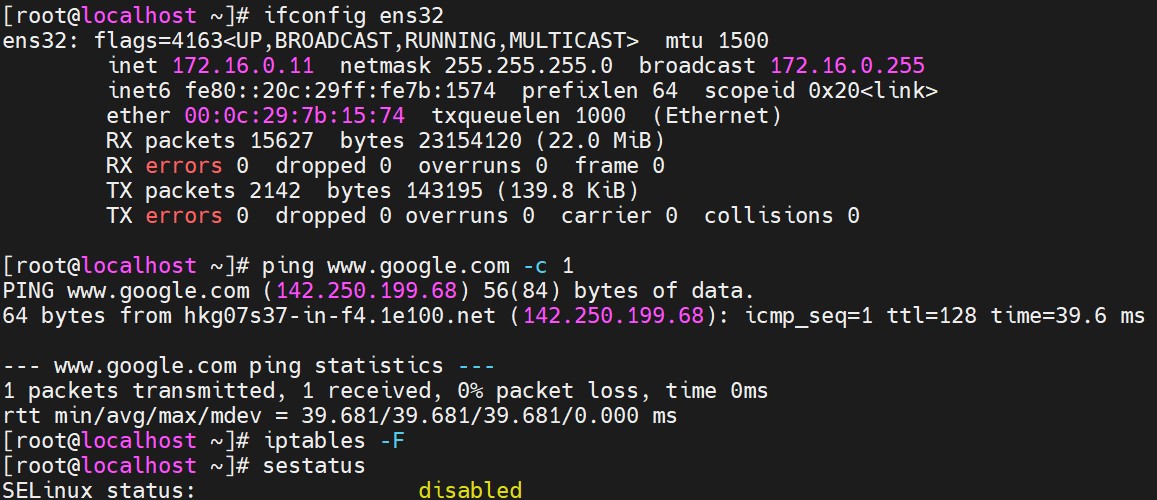 [root@localhost ~]# ifconfig ens32
ens32: flags=4163<UP,BROADCAST,RUNNING,MULTICAST>  mtu 1500
        inet 172.16.0.11  netmask 255.255.255.0  broadcast 172.16.0.255
        inet6 fe80::20c:29ff:fe7b:1574  prefixlen 64  scopeid 0x20<link>
        ether 00:0c:29:7b:15:74  txqueuelen 1000  (Ethernet)
        RX packets 15627  bytes 23154120 (22.0 MiB)
        RX errors 0  dropped 0  overruns 0  frame 0
        TX packets 2142  bytes 143195 (139.8 KiB)
        TX errors 0  dropped 0 overruns 0  carrier 0  collisions 0

[root@localhost ~]# ping www.google.com -c 1
PING www.google.com (142.250.199.68) 56(84) bytes of data.
64 bytes from hkg07s37-in-f4.1e100.net (142.250.199.68): icmp_seq=1 ttl=128 time=39.6 ms

--- www.google.com ping statistics ---
1 packets transmitted, 1 received, 0% packet loss, time 0ms
rtt min/avg/max/mdev = 39.681/39.681/39.681/0.000 ms
[root@localhost ~]# iptables -F
[root@localhost ~]# sestatus
SELinux status:                 disabled